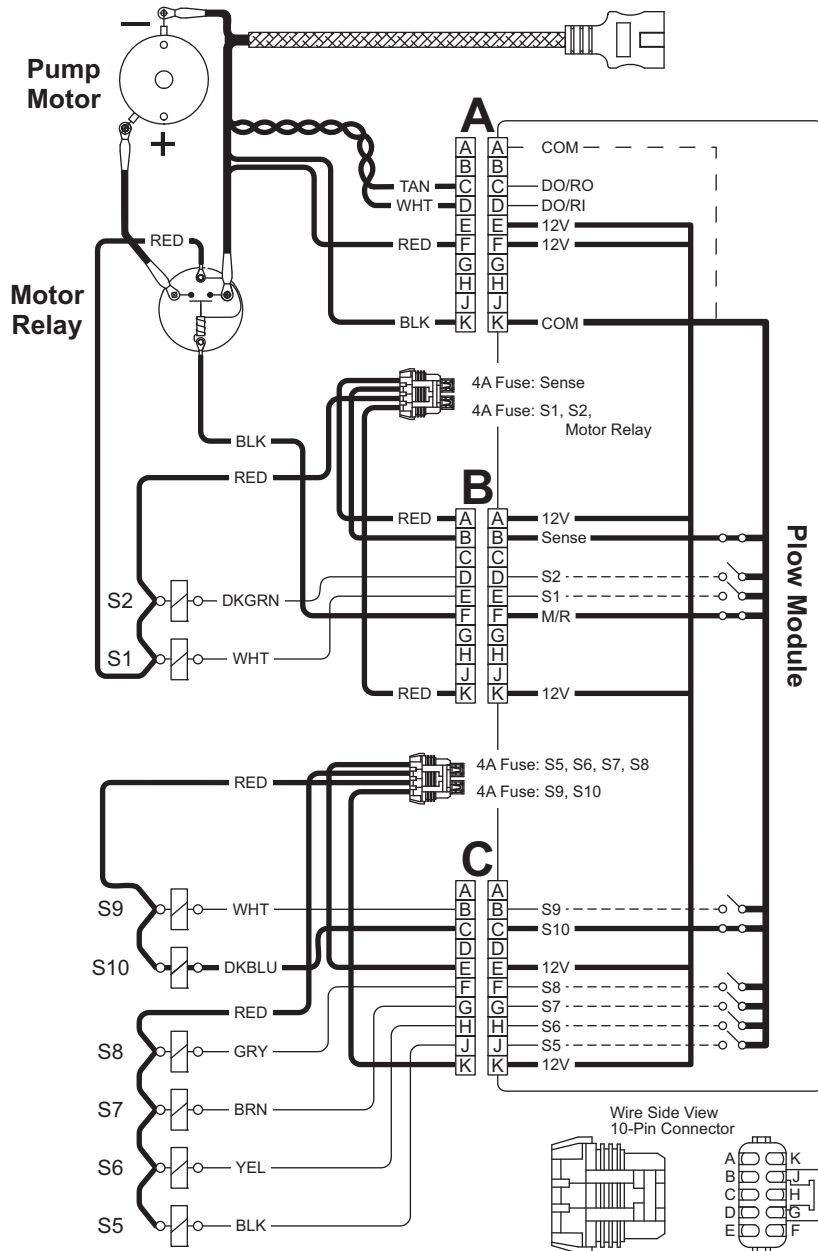 −
Pump
Motor
+
A
A A COM
B B
TAN C C DO/RO
WHT D D DO/RI
E E 12V
RED F F 12V
G G
H H
J J
BLK K K COM
RED
Motor
Relay
4A Fuse: Sense
4A Fuse: S1, S2,
Motor Relay
BLK
RED
B
RED A A 12V
B B Sense
C C
S2 DKGRN D D S2
E E S1
F F M/R
G G
S1 WHT H H
J J
RED K K 12V
Plow Module
4A Fuse: S5, S6, S7, S8
RED
4A Fuse: S9, S10
C
A A
S9 WHT B B S9
C C S10
D D
S10 DKBLU E E 12V
F F S8
RED G G S7
H H S6
S8 GRY J J S5
K K 12V
S7 BRN
S6 YEL
S5 BLK
Wire Side View
10-Pin Connector
A K
B J
C H
D G
E F